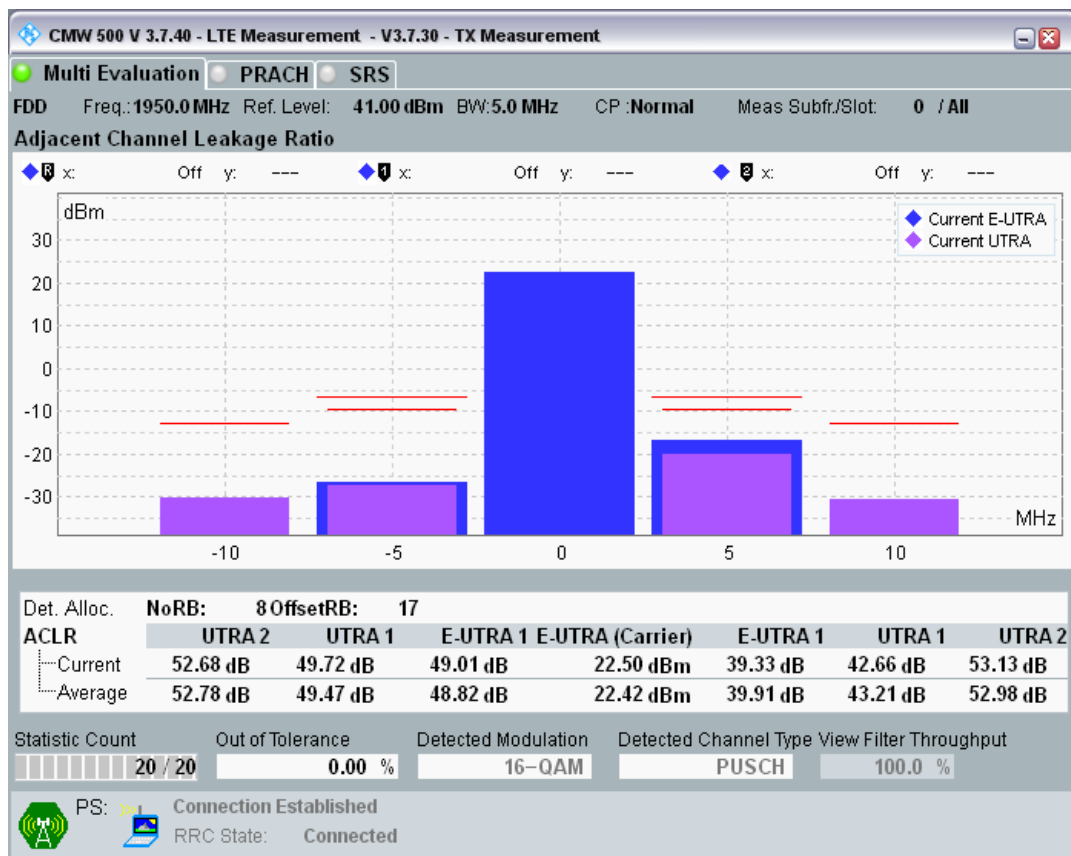 CMW 500 V 3.7.40 - LTE Measurement - V3.7.30 - TX Measurement
Multi Evaluation PRACH SRS
FDD Freq.: 1950.0 MHz Ref. Level: 41.00 dBm BW: 5.0 MHz CP : Normal Meas Subfr./Slot: 0 / All
Adjacent Channel Leakage Ratio
R x: Off y: --- 1 x: Off y: --- 2 x: Off y: ---
dBm
Current E-UTRA
Current UTRA
30
20
10
0
-10
-20
-30
MHz
-10 -5 0 5 10
Det. Alloc. NoRB: 8 OffsetRB: 17
ACLR UTRA 2 UTRA 1 E-UTRA 1 E-UTRA (Carrier) E-UTRA 1 UTRA 1 UTRA 2
Current 52.68 dB 49.72 dB 49.01 dB 22.50 dBm 39.33 dB 42.66 dB 53.13 dB
Average 52.78 dB 49.47 dB 48.82 dB 22.42 dBm 39.91 dB 43.21 dB 52.98 dB
Statistic Count Out of Tolerance Detected Modulation Detected Channel Type View Filter Throughput
20 / 20 0.00 % 16-QAM PUSCH 100.0 %
PS: Connection Established
RRC State: Connected